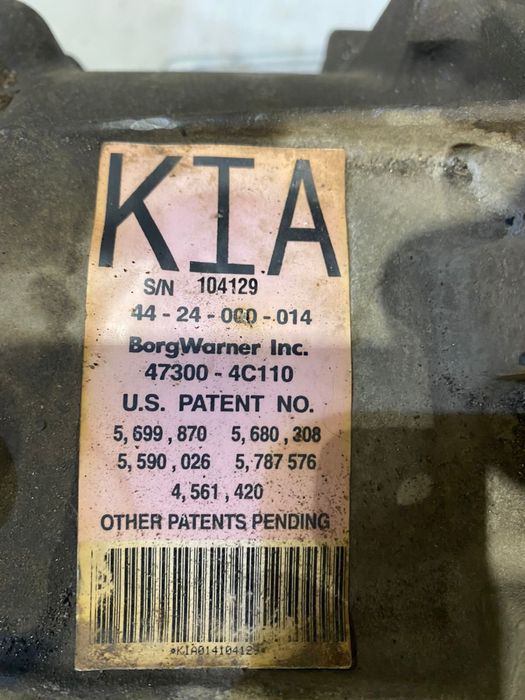 KIA
S/N 104129
44 - 24 - 000 - 014
BorgWarner Inc.
47300 - 4C110
U.S. PATENT NO.
5,699,870 5,680,308
5,590,026 5,787 576
4,561,420
OTHER PATENTS PENDING
*KIA014104129*